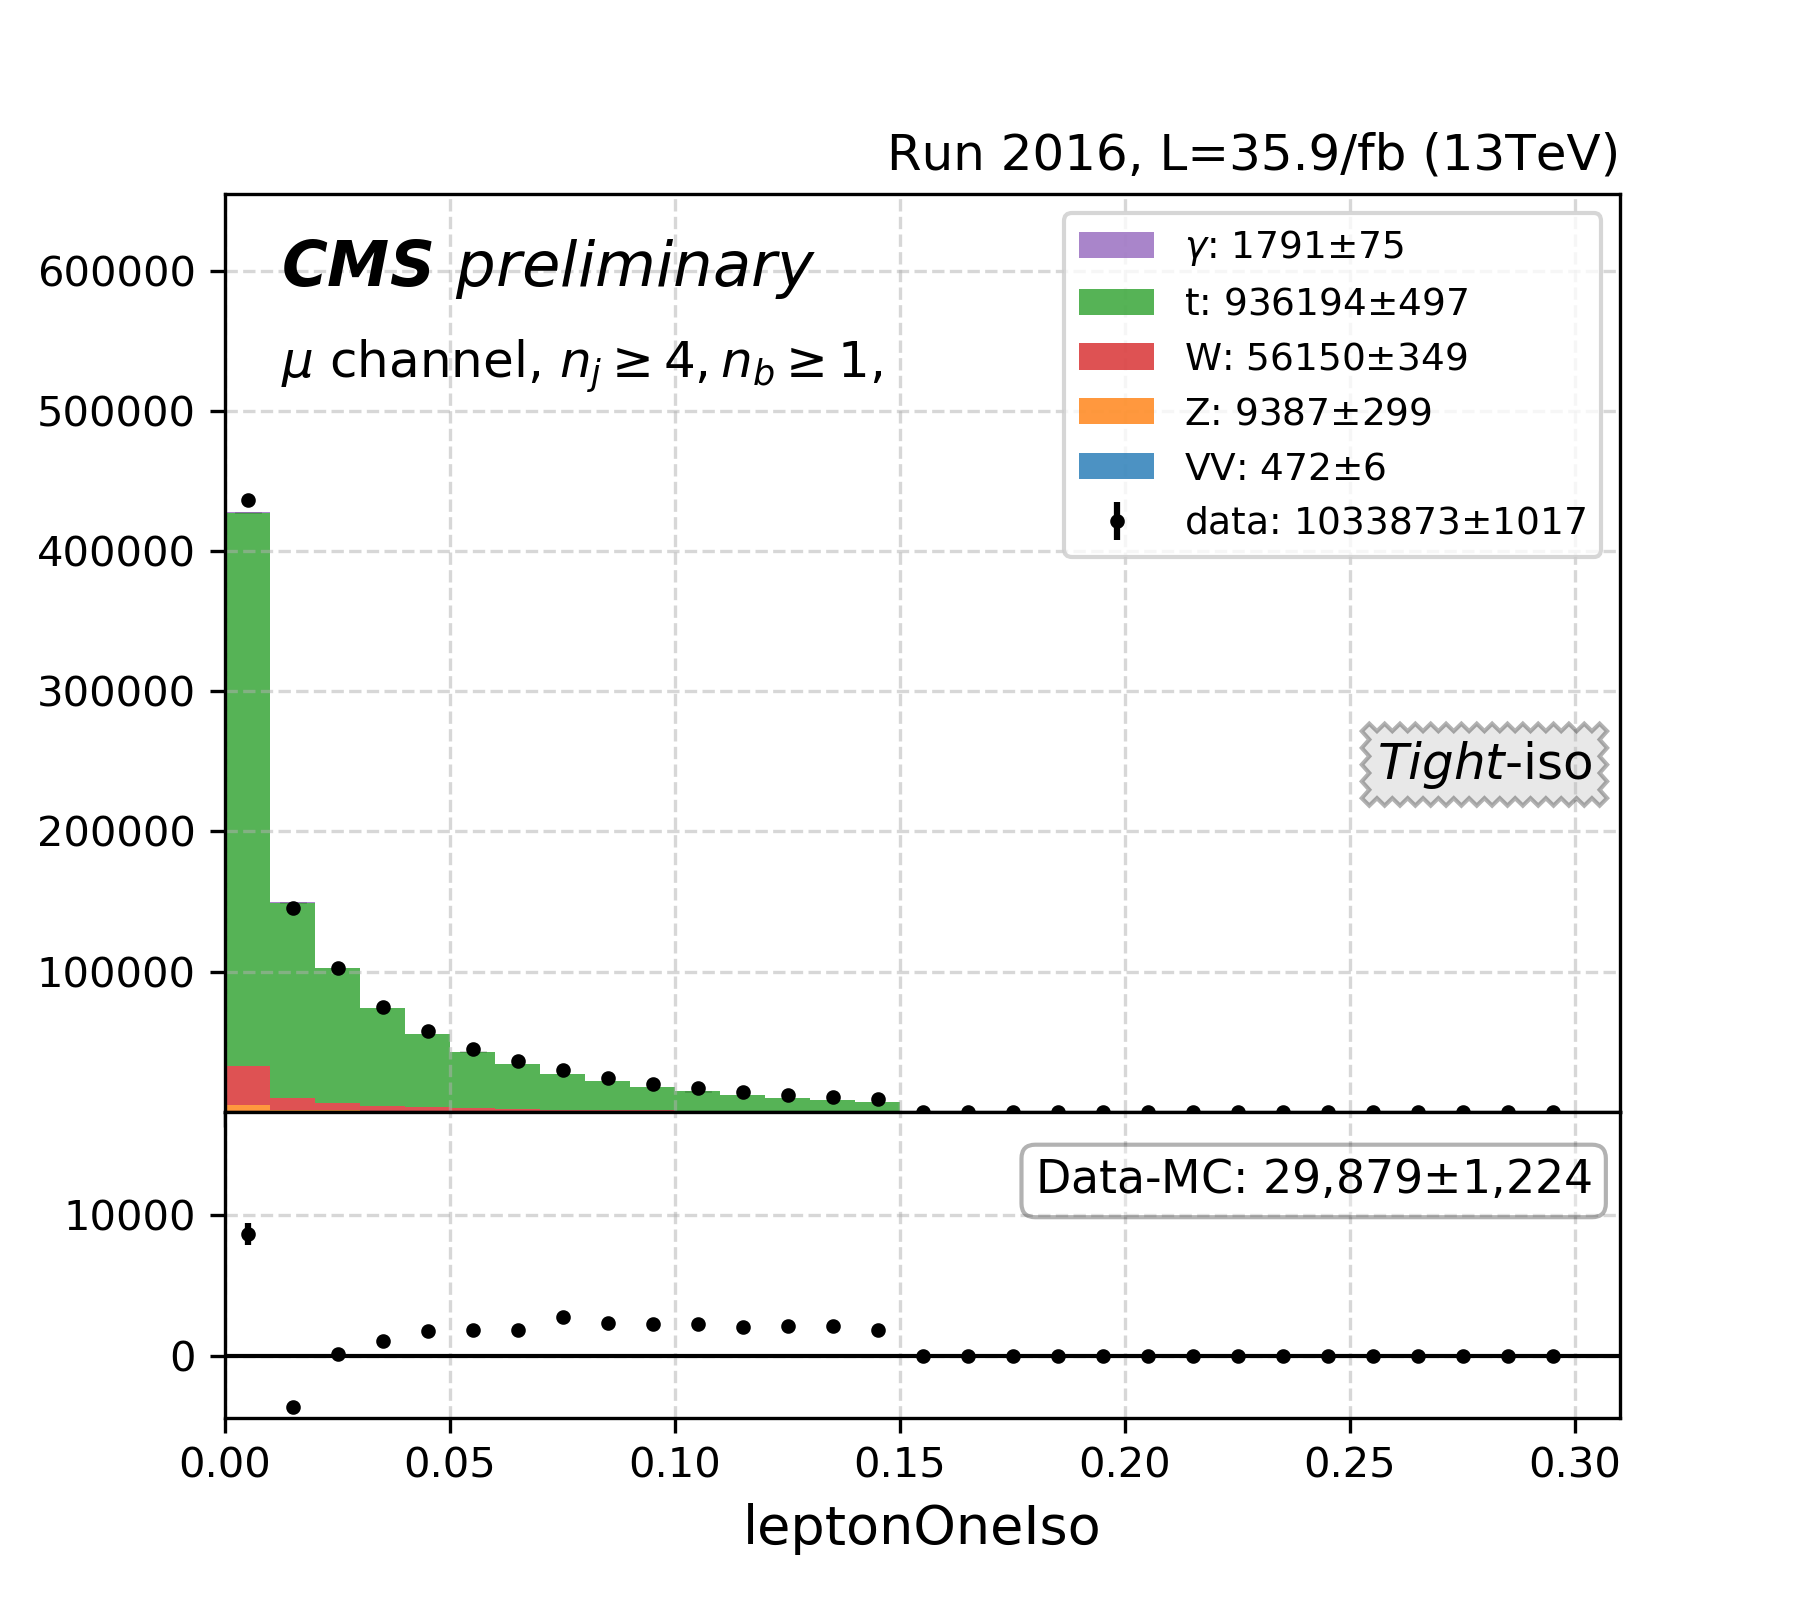 Run 2016, L=35.9/fb (13TeV)
CMS preliminary
μ channel, n_j ≥ 4, n_b ≥ 1,
γ: 1791±75
t: 936194±497
W: 56150±349
Z: 9387±299
VV: 472±6
data: 1033873±1017
600000
500000
400000
300000
200000
100000
Tight-iso
Data-MC: 29,879±1,224
10000
0
0.00 0.05 0.10 0.15 0.20 0.25 0.30
leptonOneIso